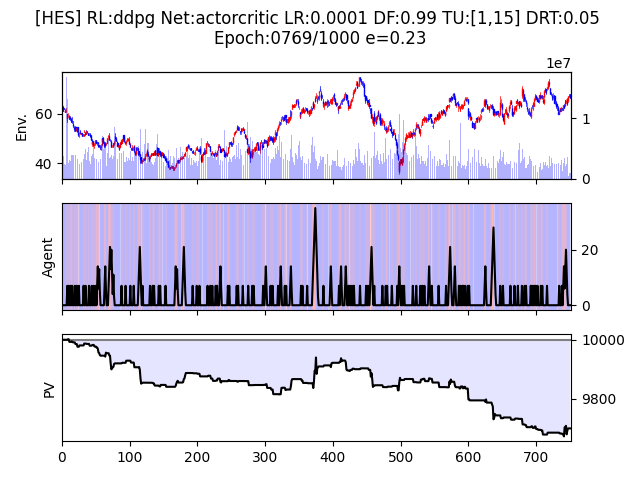 [HES] RL:ddpg Net:actorcritic LR:0.0001 DF:0.99 TU:[1,15] DRT:0.05
Epoch:0769/1000 e=0.23
1e7
60
40
Env.
1
0
Agent
20
0
PV
10000
9800
0 100 200 300 400 500 600 700